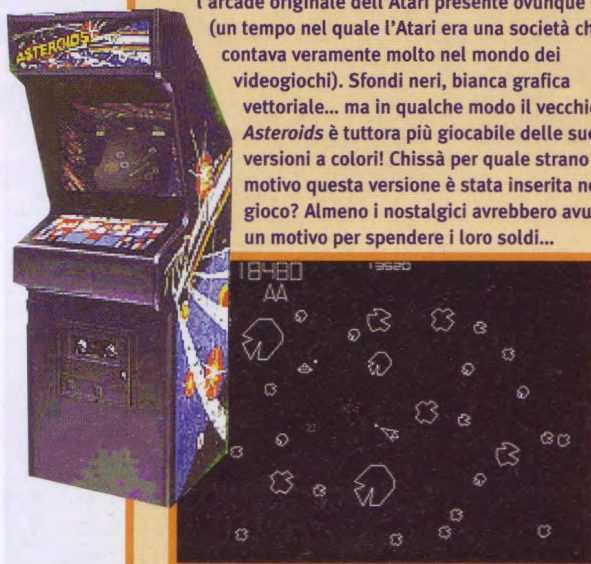 l'arcade originale dell'Atari presente ovunque
(un tempo nel quale l'Atari era una società ch
contava veramente molto nel mondo dei
videogiochi). Sfondi neri, bianca grafica
vettoriale... ma in qualche modo il vecchio
Asteroids è tuttora più giocabile delle sue
versioni a colori! Chissà per quale strano
motivo questa versione è stata inserita ne
gioco? Almeno i nostalgici avrebbero avu
un motivo per spendere i loro soldi...
ASTEROIDS
18480 13520